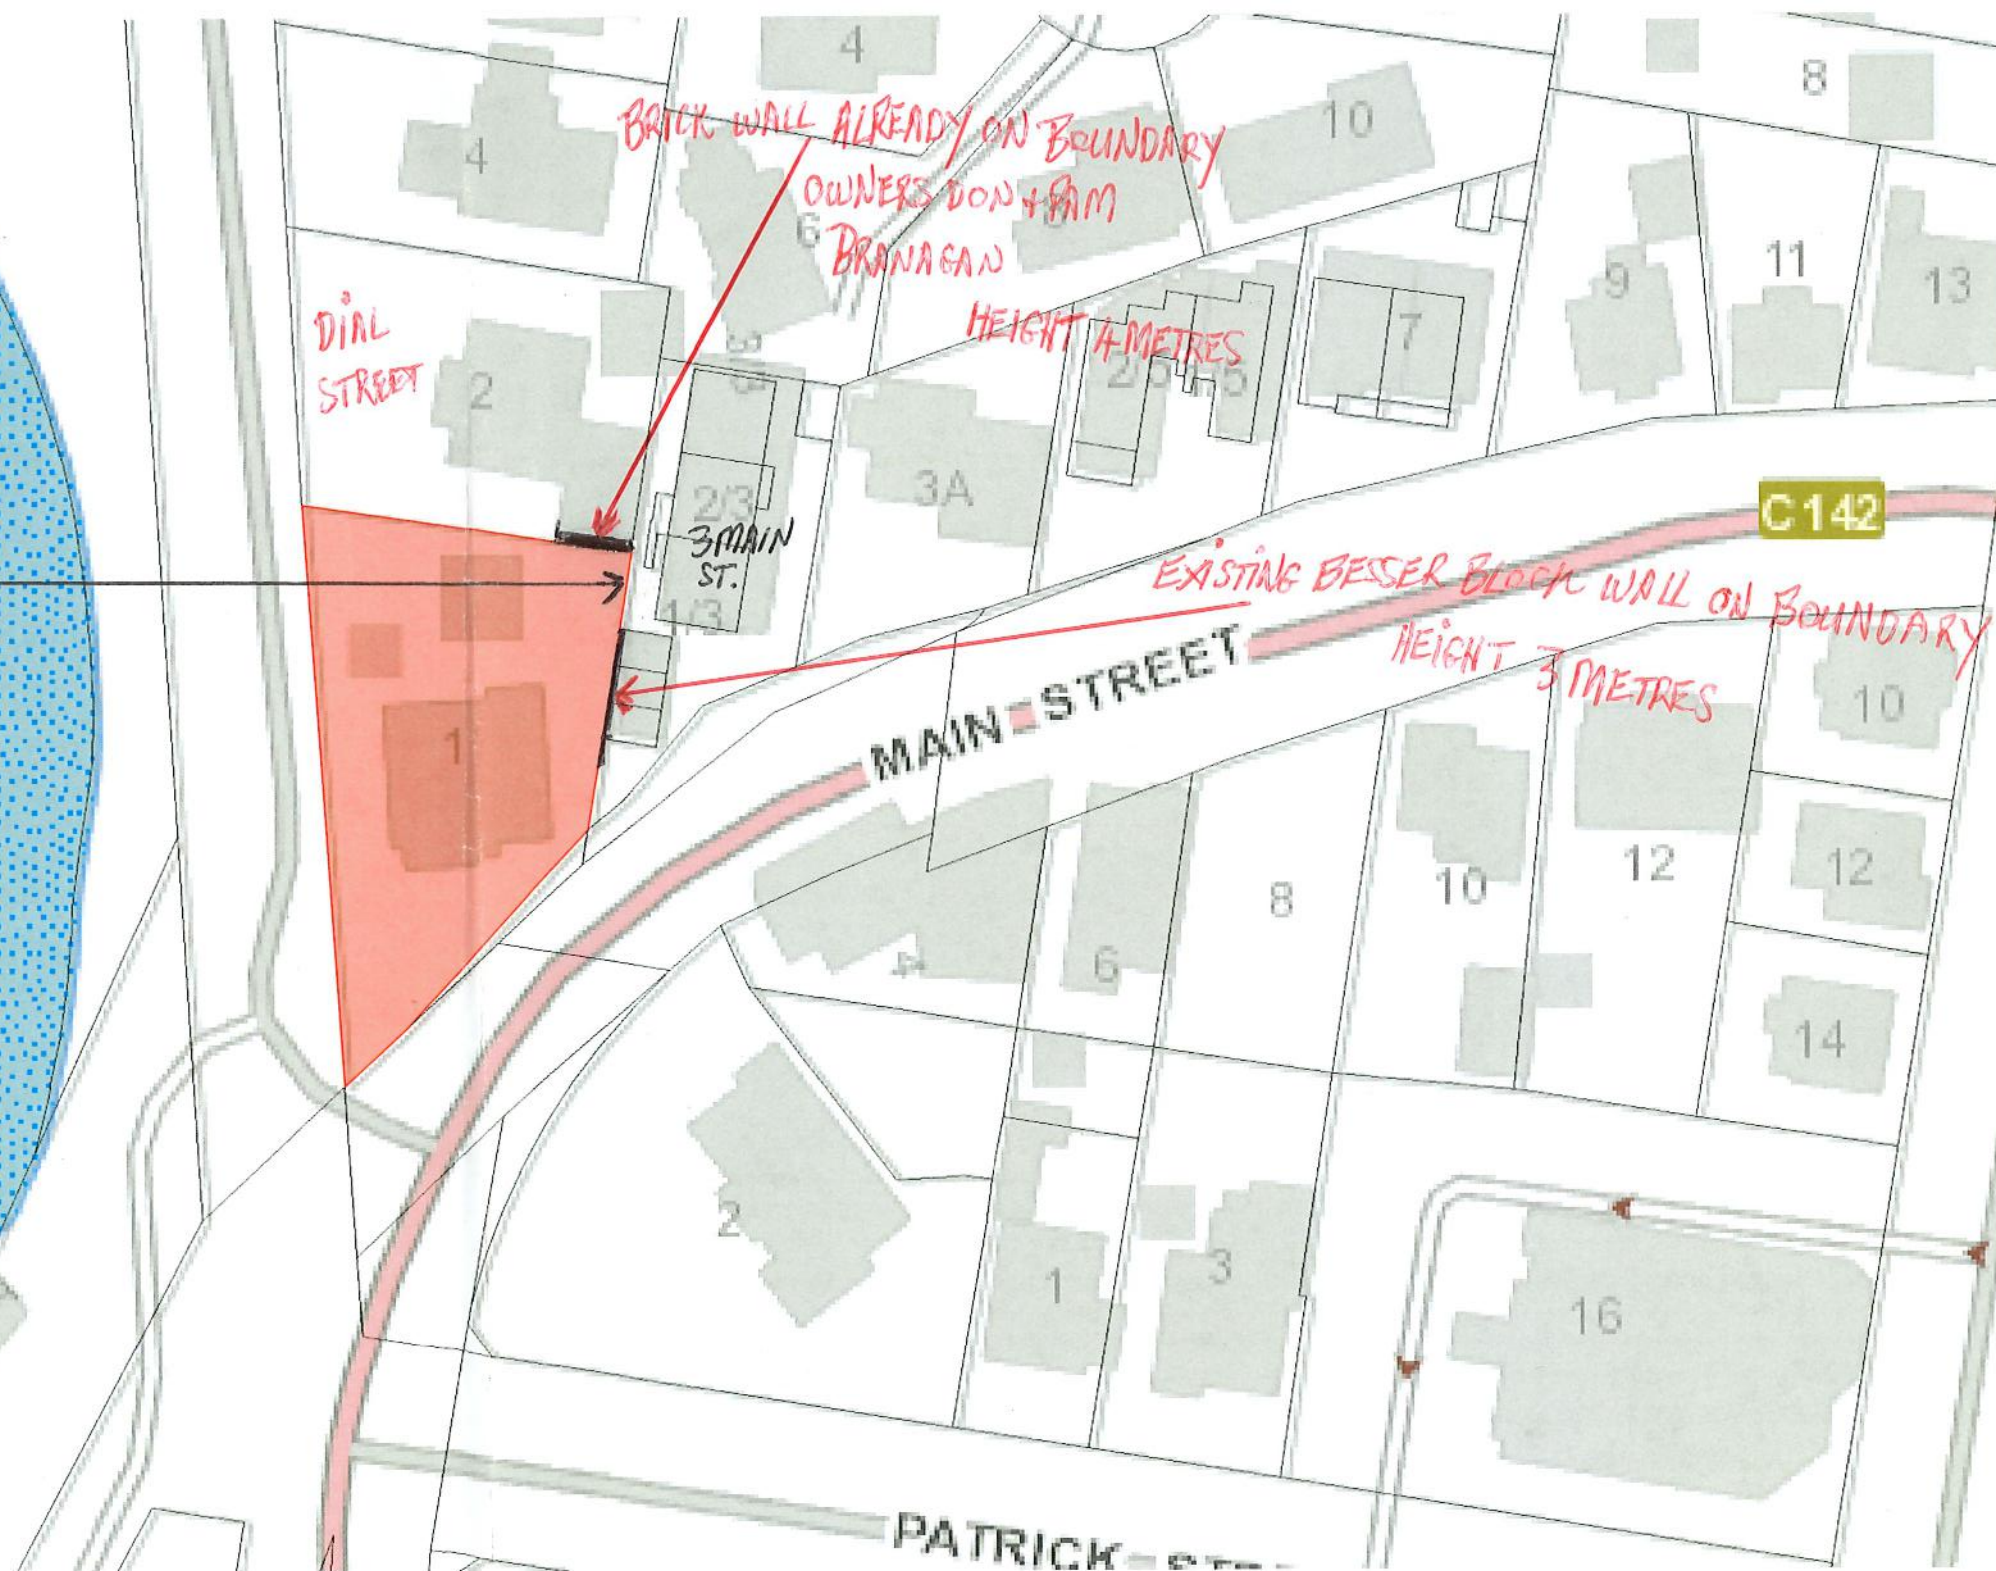 4
8
10
BRICK WALL ALREADY ON BOUNDARY
4
OWNERS DON + PAM
6
BRANAGAN
9
11
13
DIAL
STREET
HEIGHT 4 METRES
7
2
3A
2/3
C142
3 MAIN
ST.
1/3
EXISTING BESSER BLOCK WALL ON BOUNDARY
HEIGHT 3 METRES
MAIN STREET
10
1
12
10
12
8
4
6
14
2
1
3
16
PATRICK